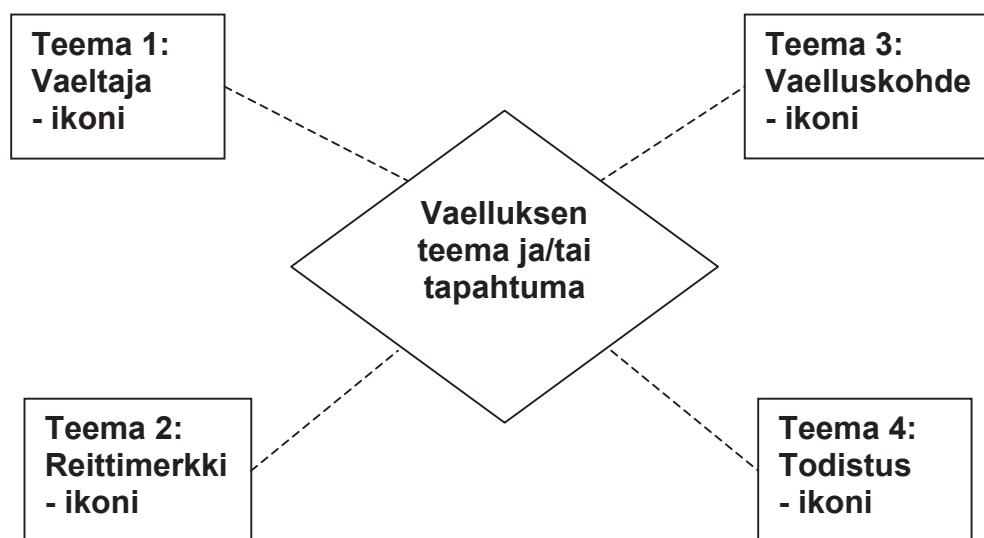 Teema 1:
Vaeltaja
- ikoni
Teema 3:
Vaelluskohde
- ikoni
Vaelluksen
teema ja/tai
tapahtuma
Teema 2:
Reittimerkki
- ikoni
Teema 4:
Todistus
- ikoni